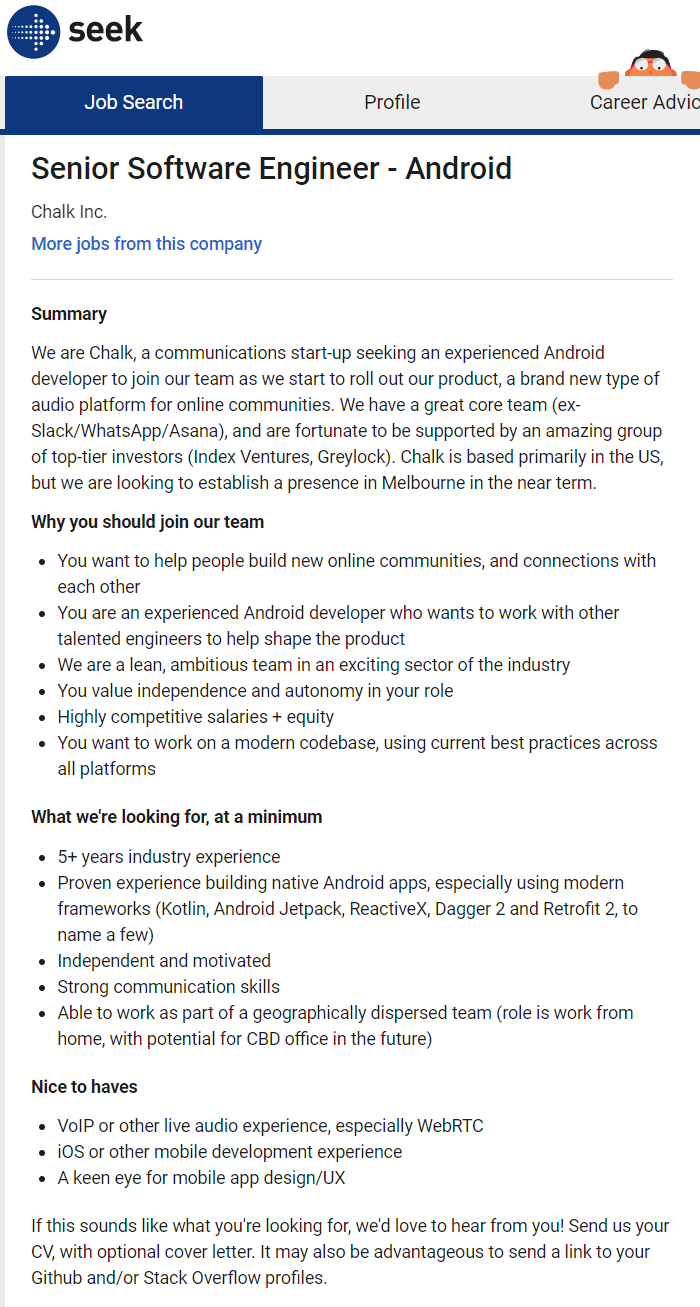 seek
Job Search
Profile
Career Advic
Senior Software Engineer - Android
Chalk Inc.
More jobs from this company
Summary
We are Chalk, a communications start-up seeking an experienced Android
developer to join our team as we start to roll out our product, a brand new type of
audio platform for online communities. We have a great core team (ex-
Slack/WhatsApp/Asana), and are fortunate to be supported by an amazing group
of top-tier investors (Index Ventures, Greylock). Chalk is based primarily in the US,
but we are looking to establish a presence in Melbourne in the near term.
Why you should join our team
• You want to help people build new online communities, and connections with
each other
• You are an experienced Android developer who wants to work with other
talented engineers to help shape the product
• We are a lean, ambitious team in an exciting sector of the industry
• You value independence and autonomy in your role
• Highly competitive salaries + equity
• You want to work on a modern codebase, using current best practices across
all platforms
What we're looking for, at a minimum
• 5+ years industry experience
• Proven experience building native Android apps, especially using modern
frameworks (Kotlin, Android Jetpack, ReactiveX, Dagger 2 and Retrofit 2, to
name a few)
• Independent and motivated
• Strong communication skills
• Able to work as part of a geographically dispersed team (role is work from
home, with potential for CBD office in the future)
Nice to haves
• VoIP or other live audio experience, especially WebRTC
• iOS or other mobile development experience
• A keen eye for mobile app design/UX
If this sounds like what you're looking for, we'd love to hear from you! Send us your
CV, with optional cover letter. It may also be advantageous to send a link to your
Github and/or Stack Overflow profiles.